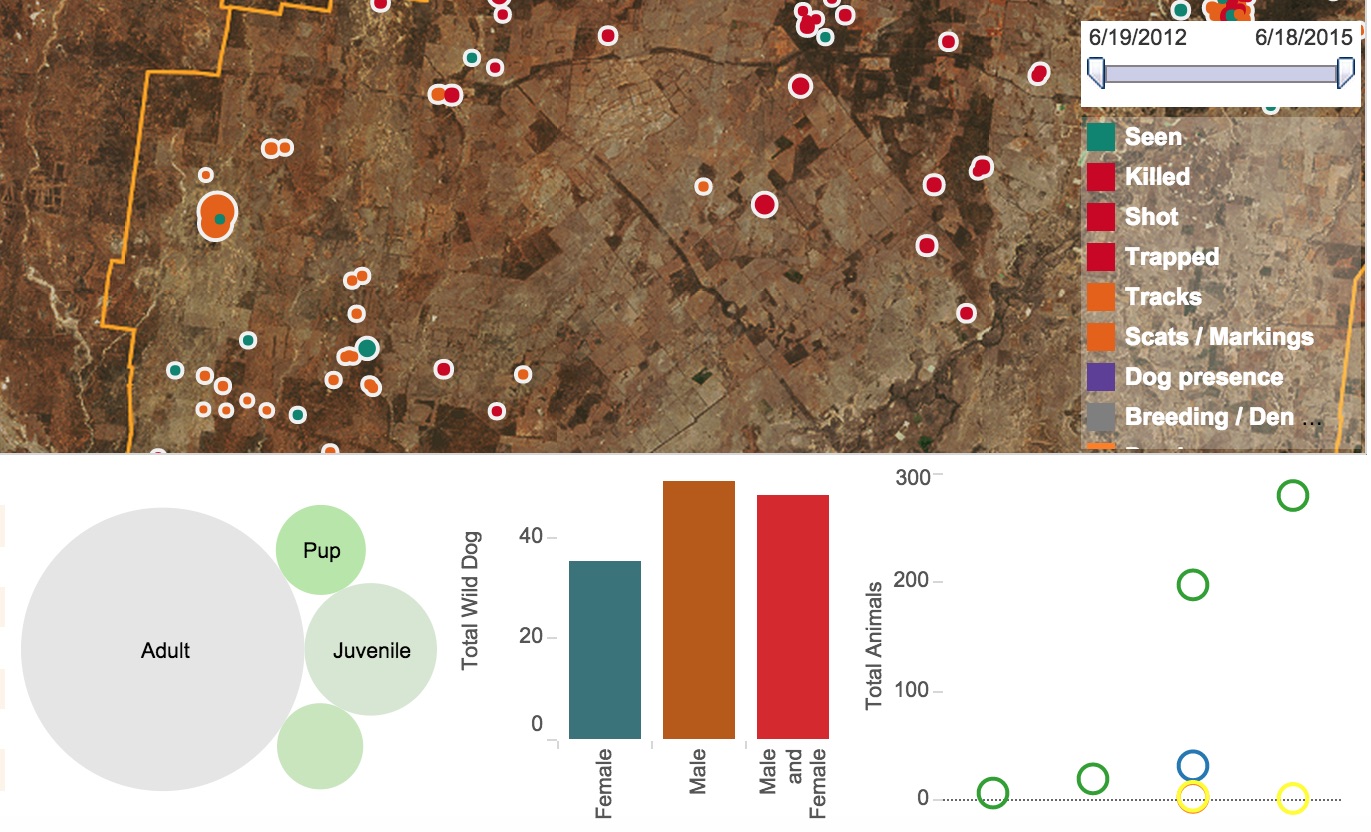 6/19/2012 6/18/2015
Seen
Killed
Shot
Trapped
Tracks
Scats / Markings
Dog presence
Breeding / Den ...
Adult
Pup
Juvenile
Total Wild Dog
40
20
0
Female
Male
Male
and
Female
Total Animals
300
200
100
0